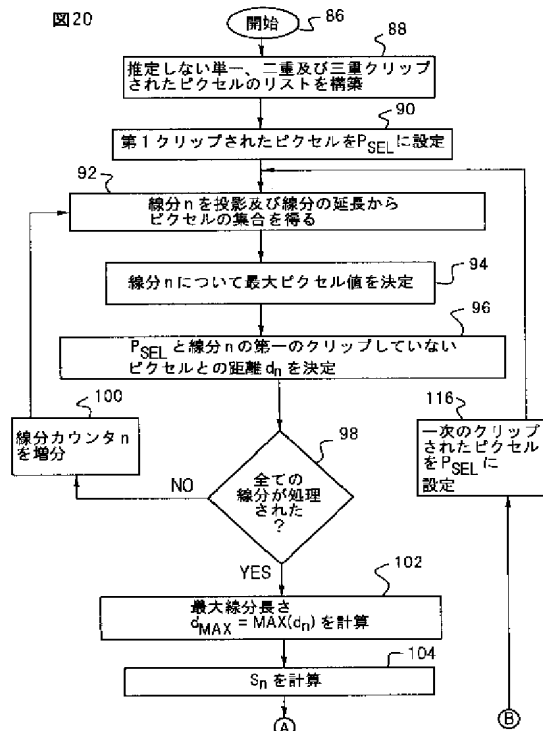 図20
開始
86
88
推定しない単一、二重及び三重クリップ
されたピクセルのリストを構築
90
第1クリップされたピクセルをPSELに設定
92
線分nを投影及び線分の延長から
ピクセルの集合を得る
94
線分nについて最大ピクセル値を決定
96
PSELと線分nの第一のクリップしていない
ピクセルとの距離dnを決定
100
線分カウンタn
を増分
98
全ての
線分が処理
された
?
NO
YES
116
一次のクリップ
されたピクセル
をPSELに
設定
102
最大線分長さ
dMAX = MAX(dn) を計算
104
Snを計算
A
B